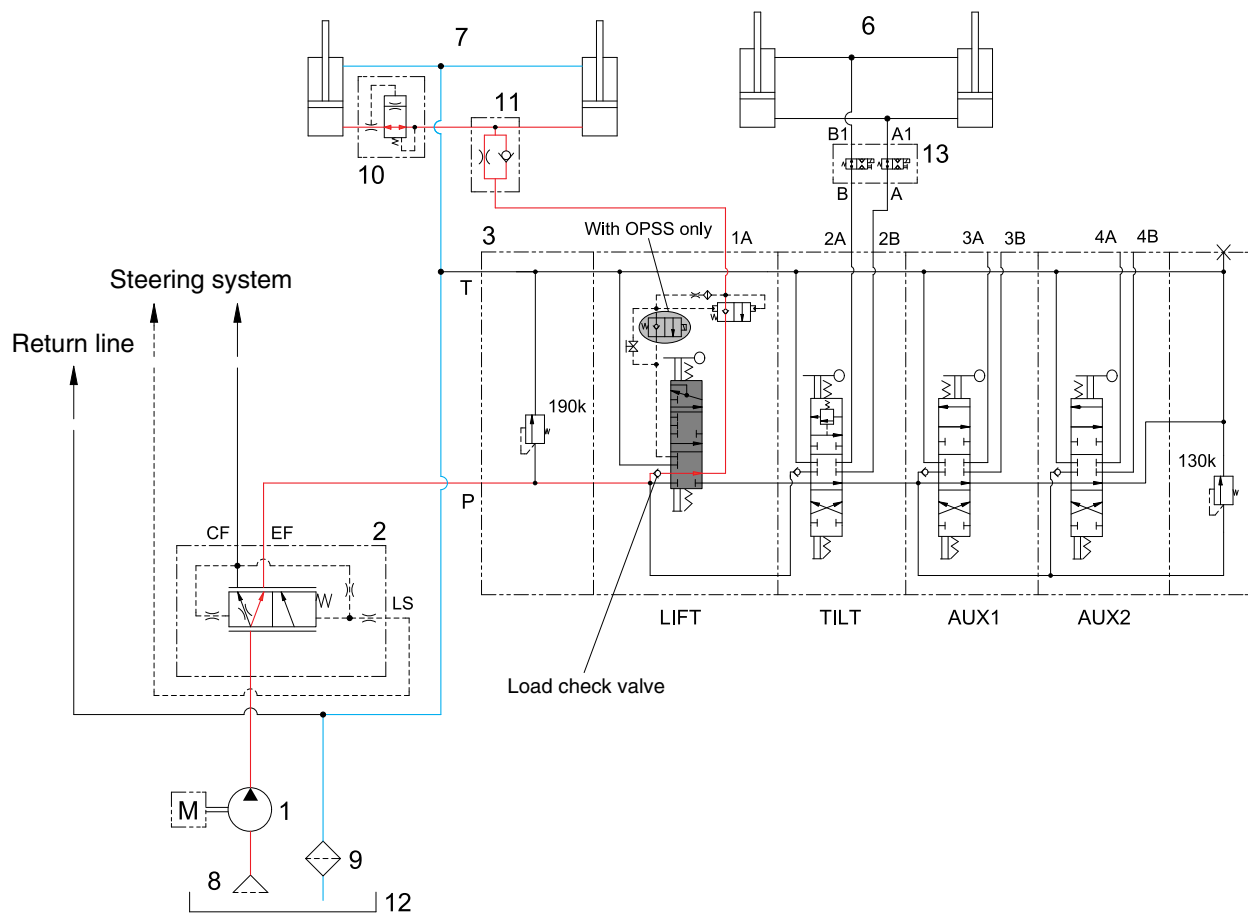 7
6
11
10
B1
A1
13
B
A
With OPSS only
3
1A
2A
2B
3A
3B
4A
4B
Steering system
T
Return line
190k
130k
P
CF
EF
2
LS
LIFT
TILT
AUX1
AUX2
Load check valve
M
1
8
9
12